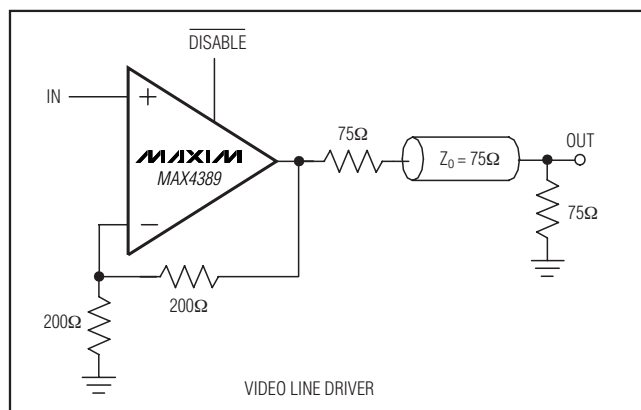 DISABLE
IN
+
75Ω
OUT
MAXIM
MAX4389
Z₀ = 75Ω
−
75Ω
200Ω
200Ω
VIDEO LINE DRIVER